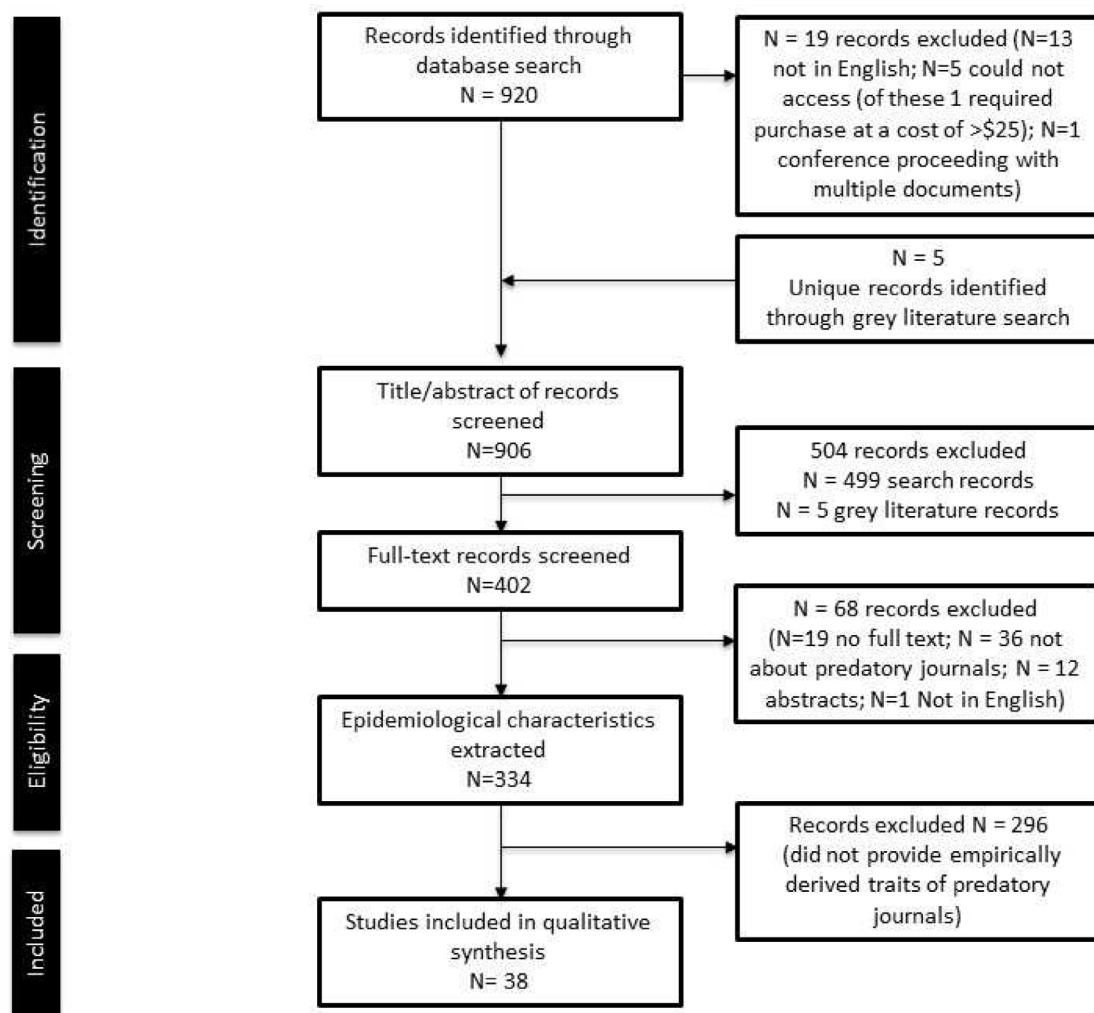 Identification
Records identified through
database search
N = 920
N = 19 records excluded (N=13
not in English; N=5 could not
access (of these 1 required
purchase at a cost of >$25); N=1
conference proceeding with
multiple documents)
N = 5
Unique records identified
through grey literature search
Screening
Title/abstract of records
screened
N=906
504 records excluded
N = 499 search records
N = 5 grey literature records
Full-text records screened
N=402
N = 68 records excluded
(N=19 no full text; N = 36 not
about predatory journals; N = 12
abstracts; N=1 Not in English)
Eligibility
Epidemiological characteristics
extracted
N=334
Records excluded N = 296
(did not provide empirically
derived traits of predatory
journals)
Included
Studies included in qualitative
synthesis
N= 38